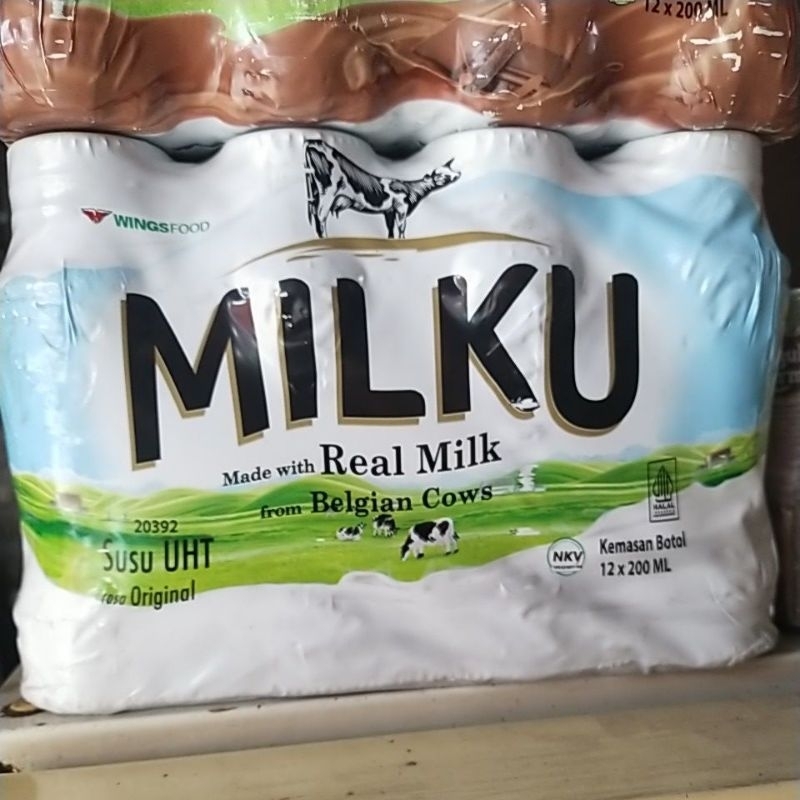 12 x 200 ML
WINGSFOOD
MILKU
Made with Real Milk
from Belgian Cows
20392
Susu UHT
rasa Original
HALAL
NKV
Kemasan Botol
12 x 200 ML